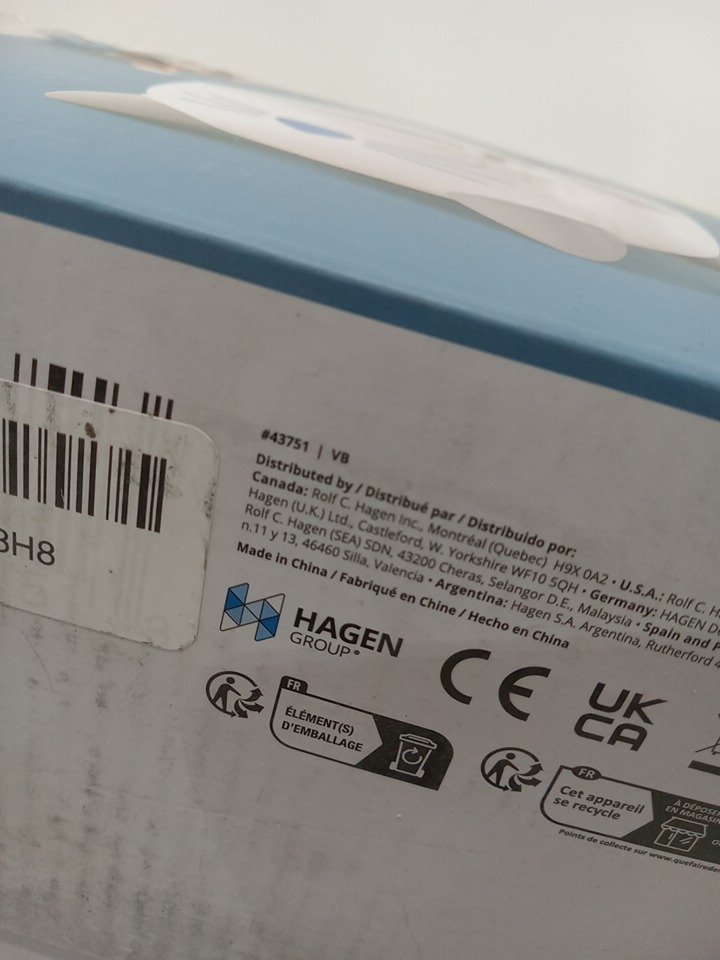 #43751 | VB
Distributed by / Distribué par / Distribuido por:
Canada: Rolf C. Hagen Inc., Montréal (Quebec) H9X 0A2 • U.S.A.: Rolf C.
Hagen (U.K.) Ltd., Castleford, W. Yorkshire WF10 5QH • Germany: HAGEN
Rolf C. Hagen (SEA) SDN, 43200 Cheras, Selangor D.E., Malaysia • Spain and
n.11 y 13, 46460 Silla, Valencia • Argentina: Hagen S.A. Argentina, Rutherford
Made in China / Fabriqué en Chine / Hecho en China
3H8
HAGEN
GROUP®
CE
UK
CA
FR
ÉLÉMENT(S)
D'EMBALLAGE
FR
Cet appareil
se recycle
À DÉPOSER
EN MAGASIN
Points de collecte sur